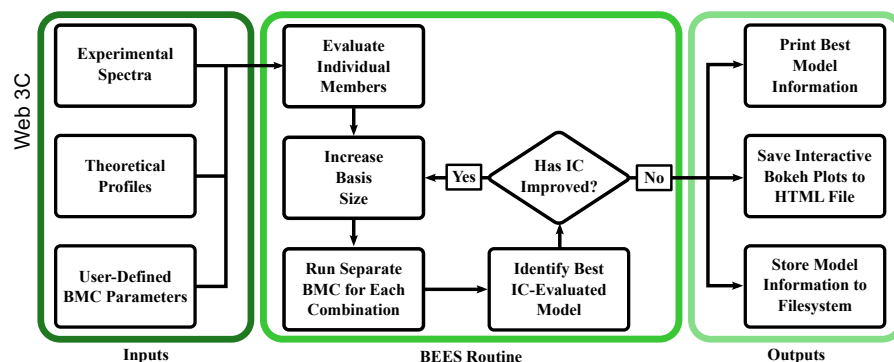 Web 3C
Experimental
Spectra
Theoretical
Profiles
User-Defined
BMC Parameters
Inputs
Evaluate
Individual
Members
Increase
Basis
Size
Run Separate
BMC for Each
Combination
Identify Best
IC-Evaluated
Model
Has IC
Improved?
Yes
No
BEES Routine
Print Best
Model
Information
Save Interactive
Bokeh Plots to
HTML File
Store Model
Information to
Filesystem
Outputs